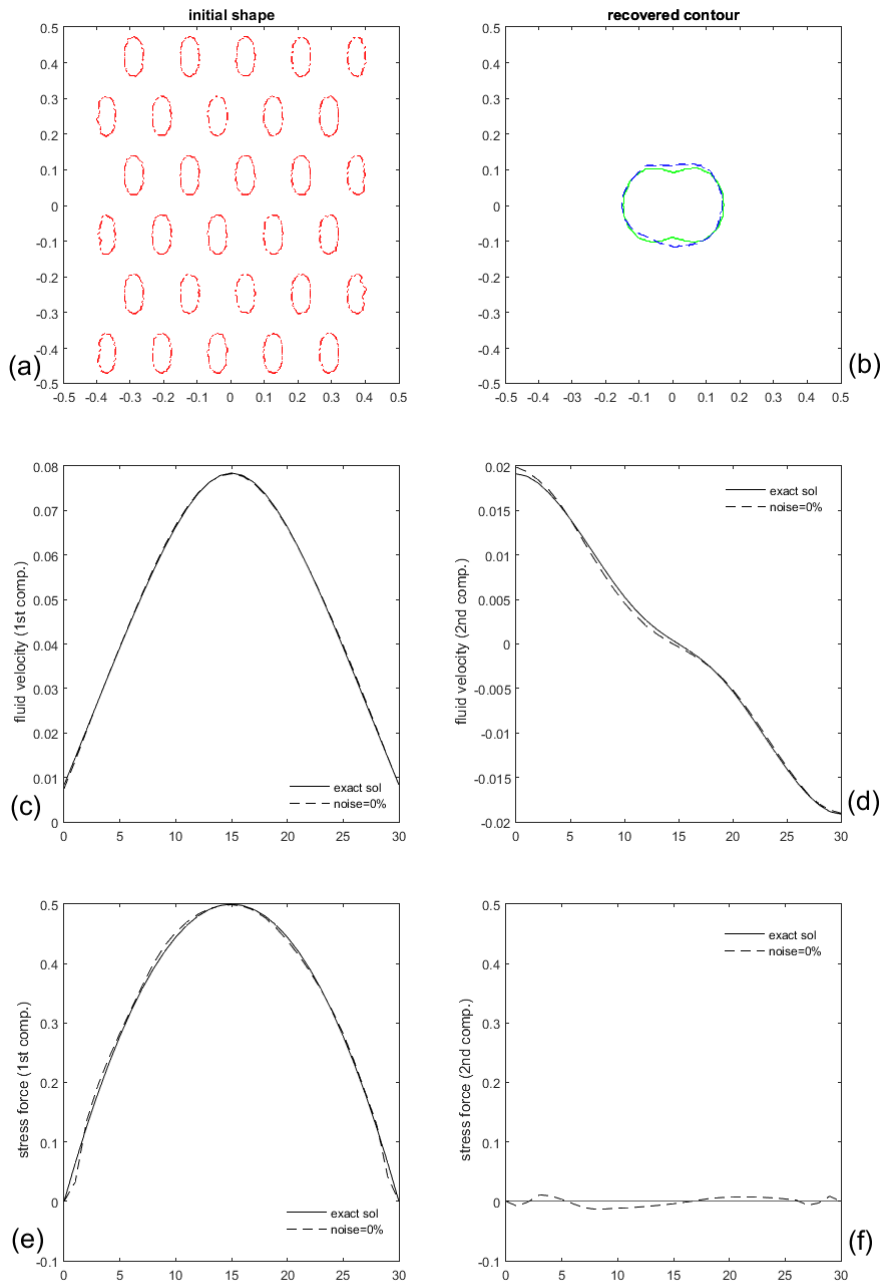 initial shape
0.5
0.4
0.3
0.2
0.1
0
-0.1
-0.2
-0.3
-0.4
-0.5
-0.5 -0.4 -0.3 -0.2 -0.1 0 0.1 0.2 0.3 0.4 0.5
(a)
recovered contour
0.5
0.4
0.3
0.2
0.1
0
-0.1
-0.2
-0.3
-0.4
-0.5
-0.5 -0.4 -03 -0.2 -0.1 0 0.1 0.2 0.3 0.4 0.5
(b)
0.08
0.07
0.06
0.05
0.04
0.03
0.02
0.01
0
fluid velocity (1st comp.)
exact sol
noise=0%
0 5 10 15 20 25 30
(c)
0.02
0.015
0.01
0.005
0
-0.005
-0.01
-0.015
-0.02
fluid velocity (2nd comp.)
exact sol
noise=0%
0 5 10 15 20 25 30
(d)
0.5
0.4
0.3
0.2
0.1
0
-0.1
stress force (1st comp.)
exact sol
noise=0%
0 5 10 15 20 25 30
(e)
0.5
0.4
0.3
0.2
0.1
0
-0.1
stress force (2nd comp.)
exact sol
noise=0%
0 5 10 15 20 25 30
(f)